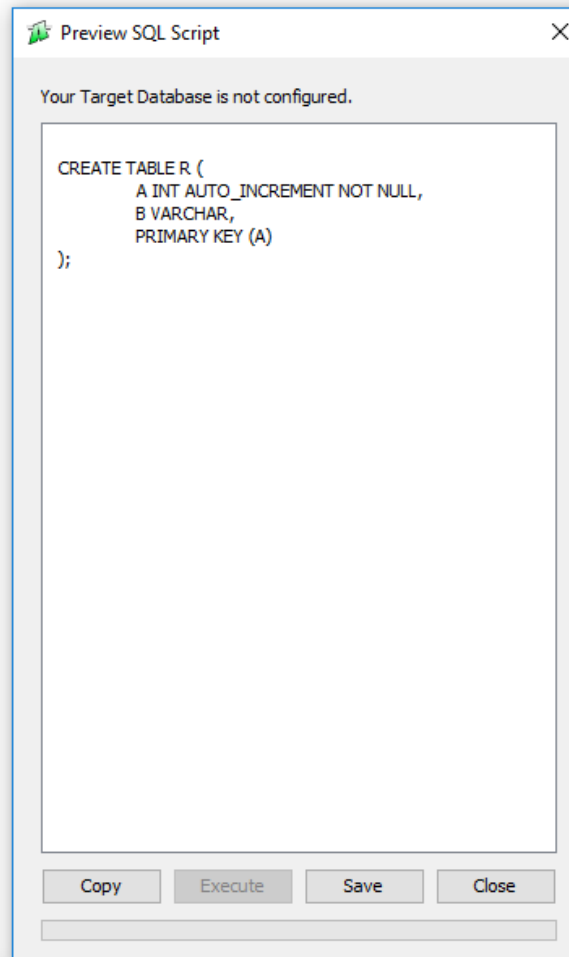 Preview SQL Script
Your Target Database is not configured.
CREATE TABLE R (
A INT AUTO_INCREMENT NOT NULL,
B VARCHAR,
PRIMARY KEY (A)
);
Copy Execute Save Close